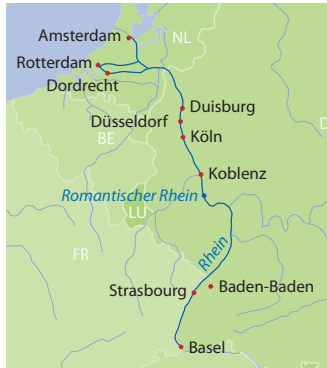 Amsterdam
NL
Rotterdam
Dordrecht
Duisburg
Düsseldorf
BE
Köln
Koblenz
Romantischer Rhein
LU
Rhein
FR
Strasbourg
Baden-Baden
Basel
D